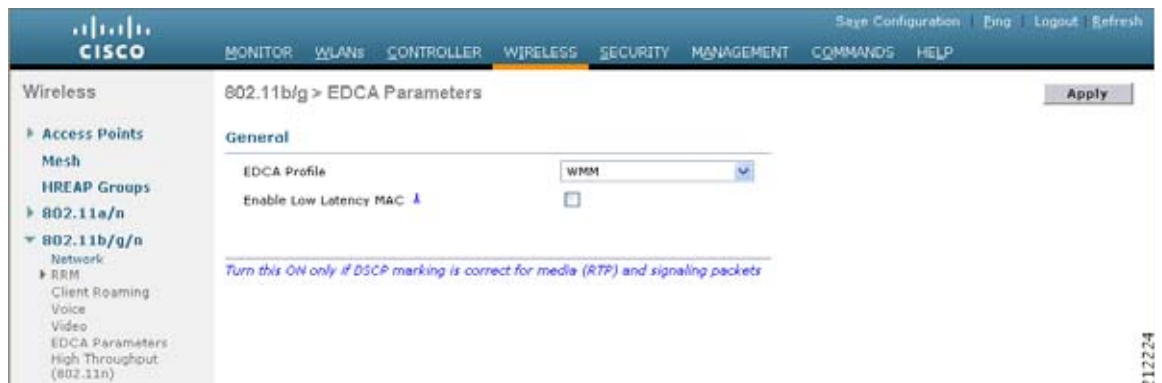 Save Configuration Ping Logout Refresh
CISCO
MONITOR WLANs CONTROLLER WIRELESS SECURITY MANAGEMENT COMMANDS HELP
Wireless
802.11b/g > EDCA Parameters
Apply
Access Points
Mesh
HREAP Groups
802.11a/n
802.11b/g/n
Network
RRM
Client Roaming
Voice
Video
EDCA Parameters
High Throughput
(802.11n)
General
EDCA Profile WMM
Enable Low Latency MAC 1
Turn this ON only if DSCP marking is correct for media (RTP) and signaling packets
212224